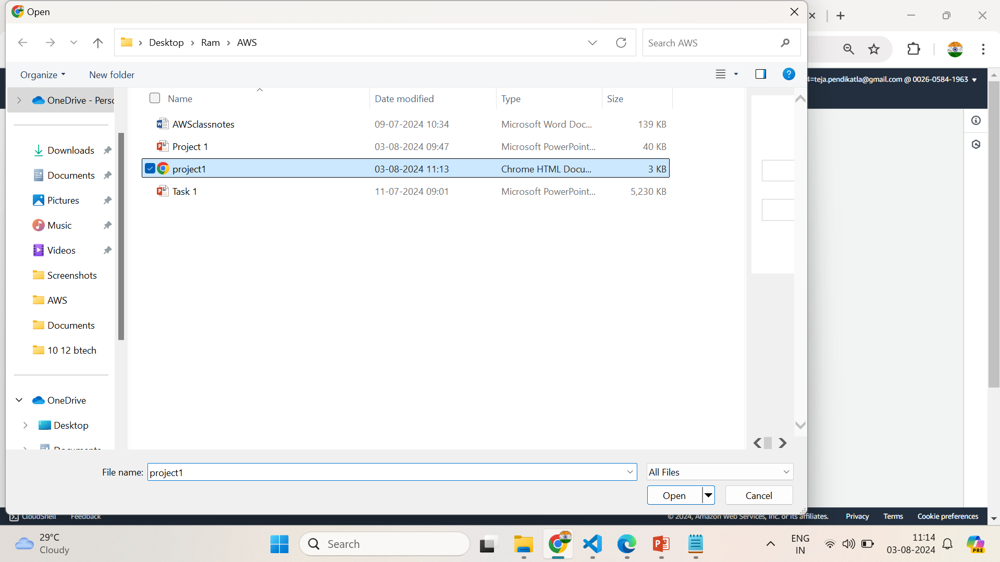 Open
Desktop > Ram > AWS
Search AWS
4=teja.pendikatla@gmail.com @ 0026-0584-1963
Organize
New folder
OneDrive - Perso
Name Date modified Type Size
AWSclassnotes 09-07-2024 10:34 Microsoft Word Doc... 139 KB
Project 1 03-08-2024 09:47 Microsoft PowerPoint... 40 KB
project1 03-08-2024 11:13 Chrome HTML Docu... 3 KB
Task 1 11-07-2024 09:01 Microsoft PowerPoint... 5,230 KB
Downloads
Documents
Pictures
Music
Videos
Screenshots
AWS
Documents
10 12 btech
OneDrive
Desktop
Documents
File name: project1
All Files
Open
Cancel
CloudShell Feedback
© 2024, Amazon Web Services, Inc. or its affiliates. Privacy Terms Cookie preferences
29°C
Cloudy
Search
ENG
IN
11:14
03-08-2024
PRE